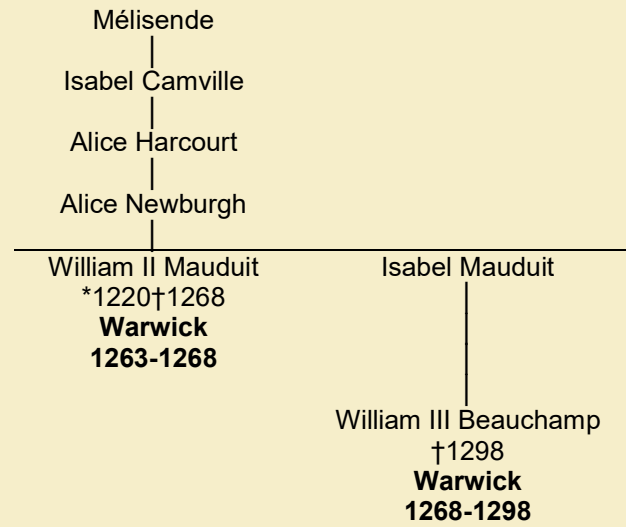 Mélisende
Isabel Camville
Alice Harcourt
Alice Newburgh
William II Mauduit
*1220†1268
Warwick
1263-1268
Isabel Mauduit
William III Beauchamp
†1298
Warwick
1268-1298